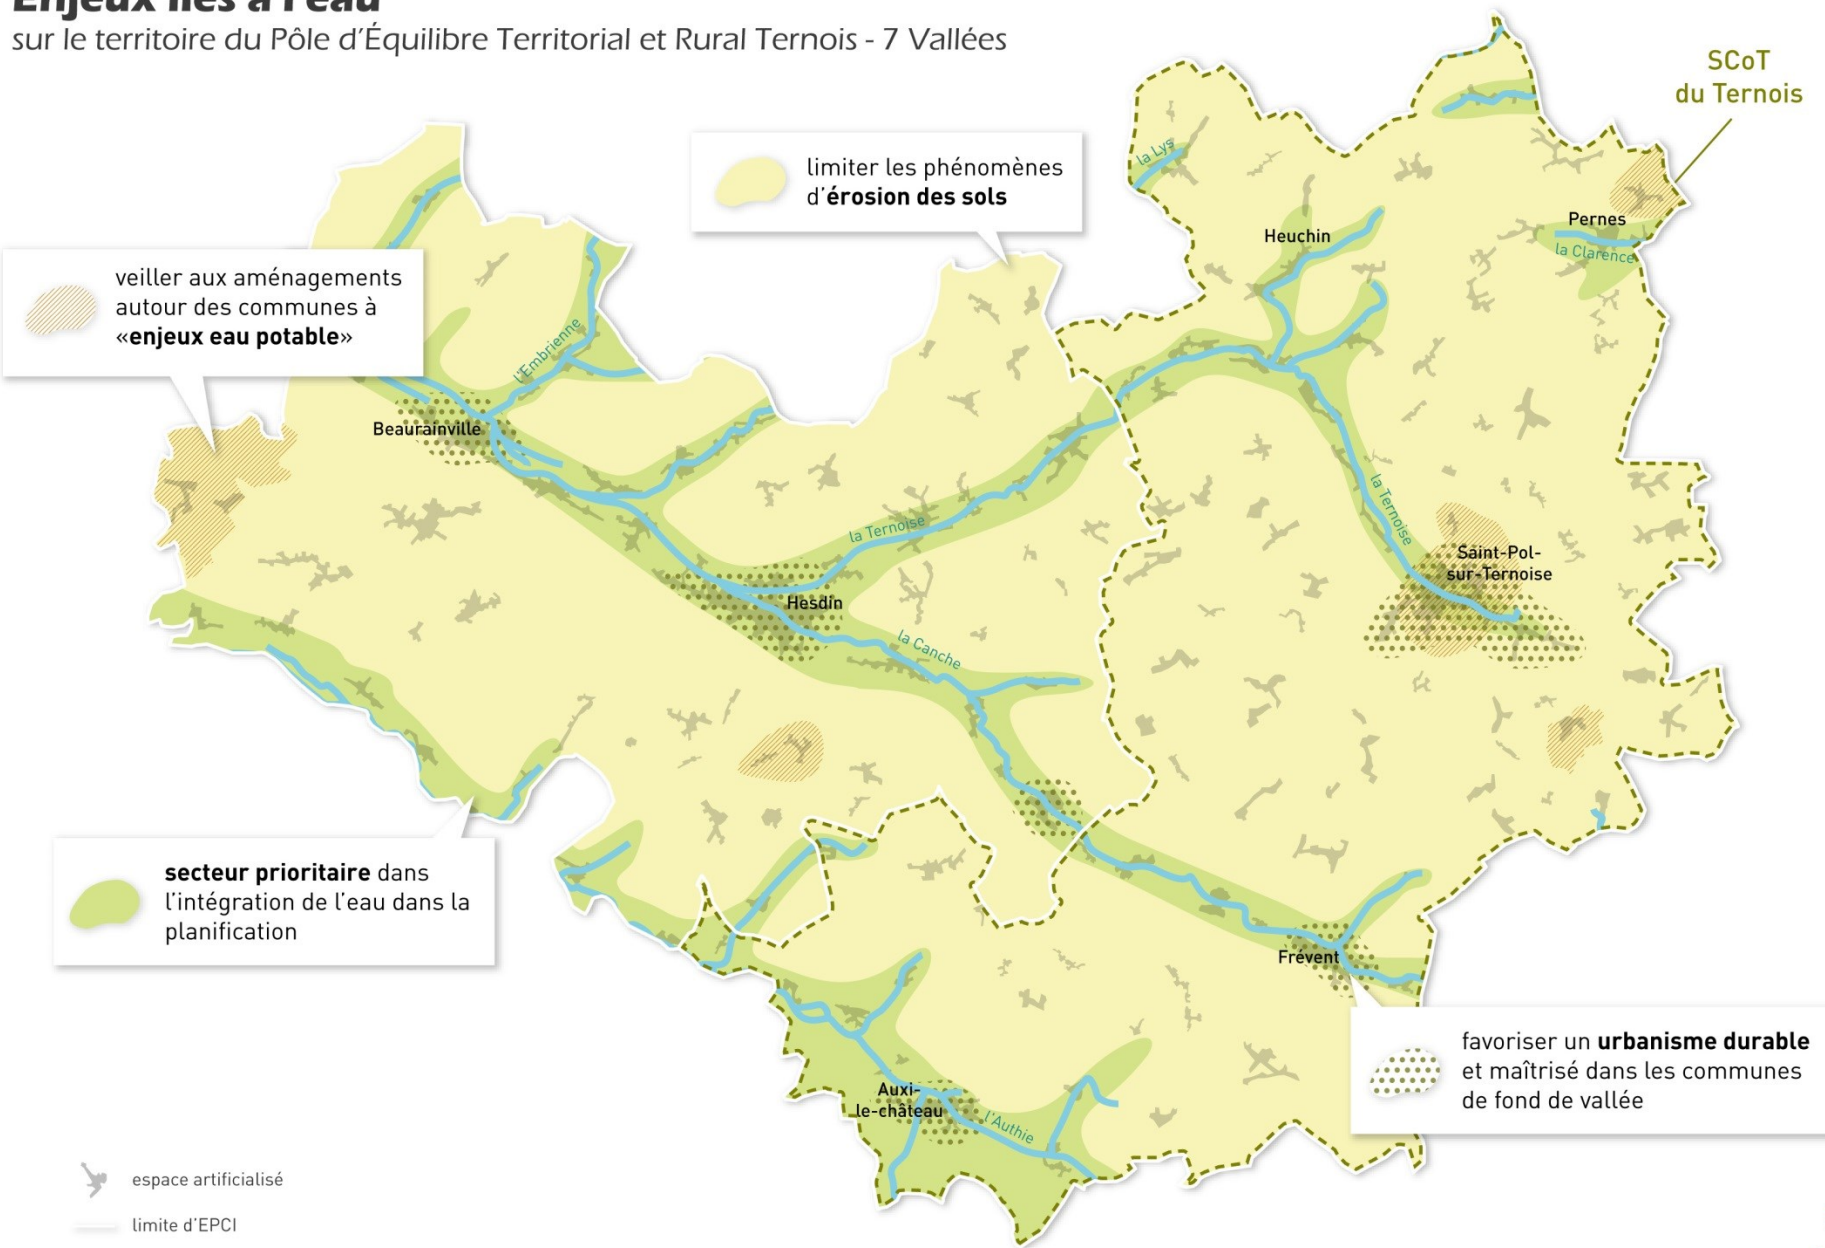 Enjeux liés à l'eau
sur le territoire du Pôle d'Équilibre Territorial et Rural Ternois - 7 Vallées
SCoT
du Ternois
limiter les phénomènes
d'érosion des sols
la Lys
Heuchin
Pernes
la Clarence
veiller aux aménagements
autour des communes à
«enjeux eau potable»
l'Embrienne
Beaurainville
la Ternoise
la Ternoise
Saint-Pol-
sur-Ternoise
Hesdin
la Canche
secteur prioritaire dans
l'intégration de l'eau dans la
planification
Frévent
favoriser un urbanisme durable
et maîtrisé dans les communes
de fond de vallée
Auxi-
le-château
l'Authie
espace artificialisé
limite d'EPCI